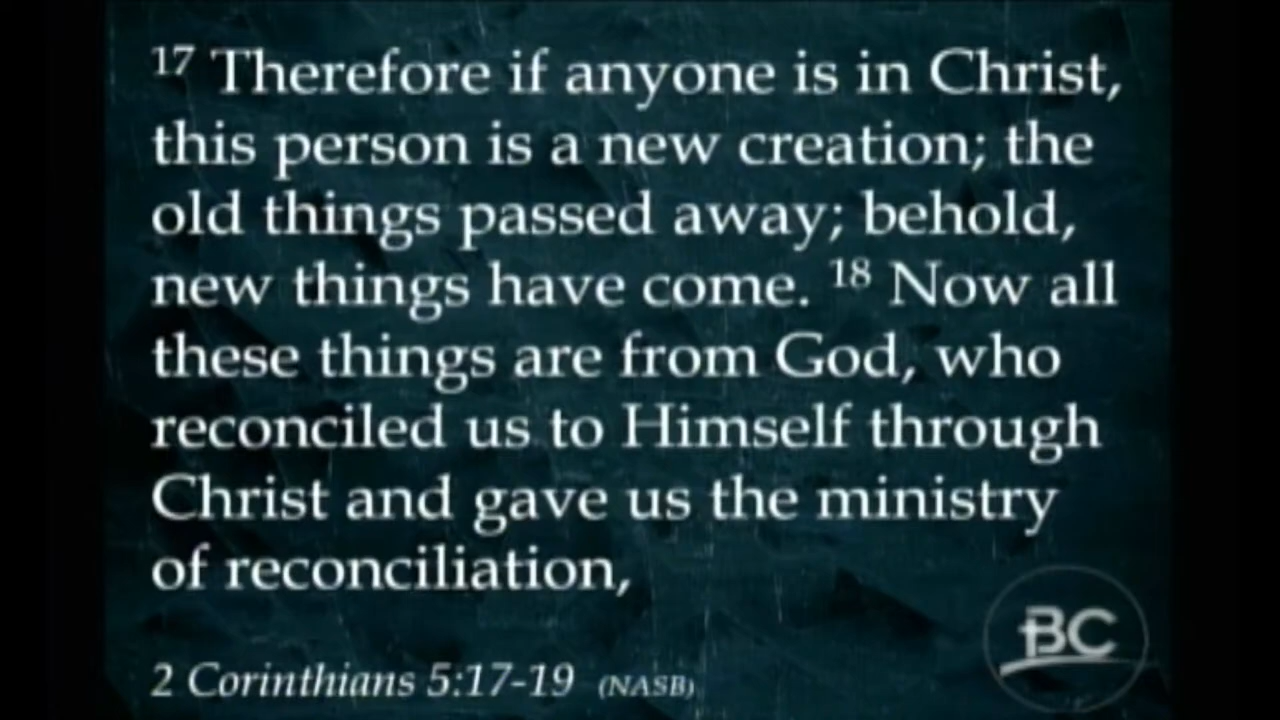 17 Therefore if anyone is in Christ,
this person is a new creation; the
old things passed away; behold,
new things have come. 18 Now all
these things are from God, who
reconciled us to Himself through
Christ and gave us the ministry
of reconciliation,
2 Corinthians 5:17-19 (NASB)
BC